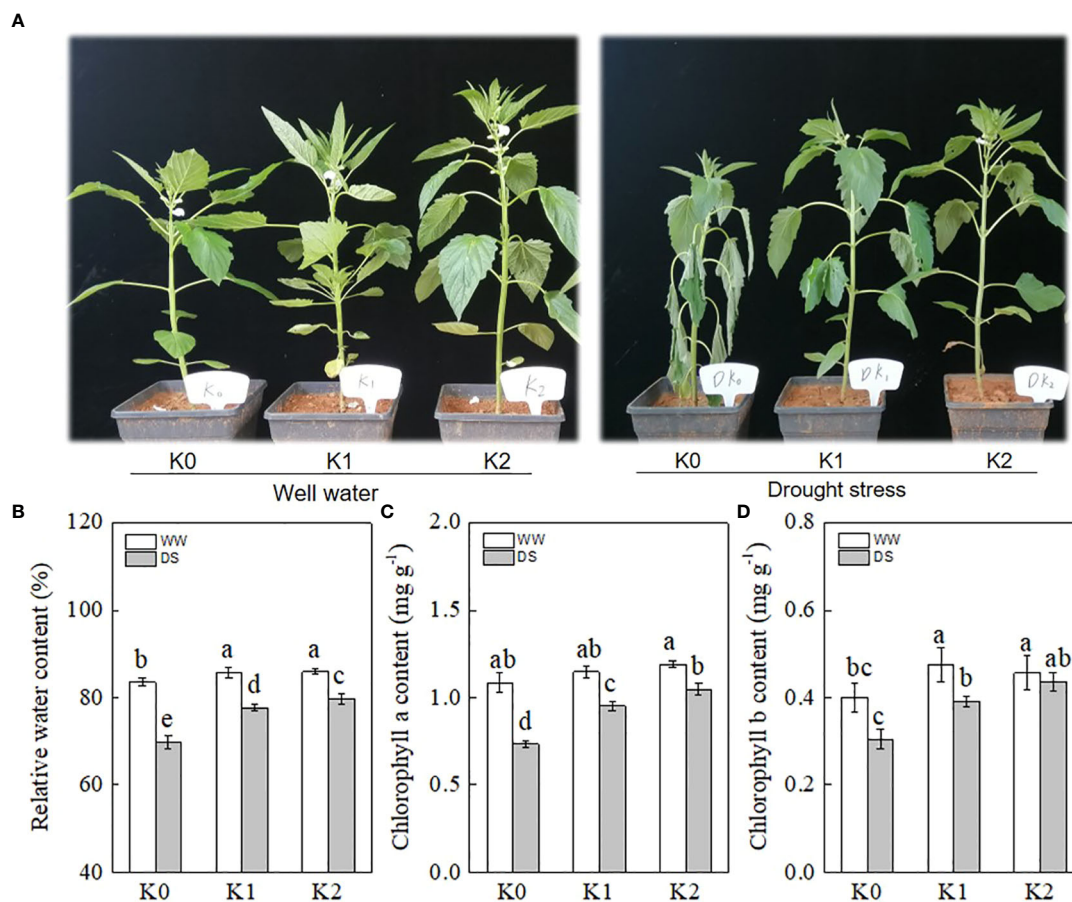 A
K0
K1
K2
DK0
DK1
DK2
K0 K1 K2
Well water
K0 K1 K2
Drought stress
B
120
100
80
60
40
Relative water content (%)
WW
DS
b
e
a
d
a
c
K0 K1 K2
C
2.0
1.5
1.0
0.5
0.0
Chlorophyll a content (mg g⁻¹)
WW
DS
ab
d
ab
c
a
b
K0 K1 K2
D
0.8
0.6
0.4
0.2
0.0
Chlorophyll b content (mg g⁻¹)
WW
DS
bc
c
a
b
a
ab
K0 K1 K2